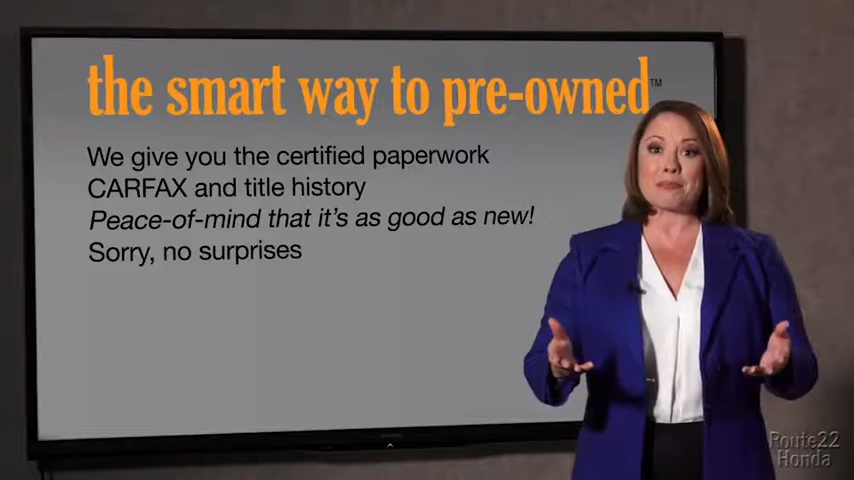 the smart way to pre-owned™
We give you the certified paperwork
CARFAX and title history
Peace-of-mind that it's as good as new!
Sorry, no surprises
Route22
Honda